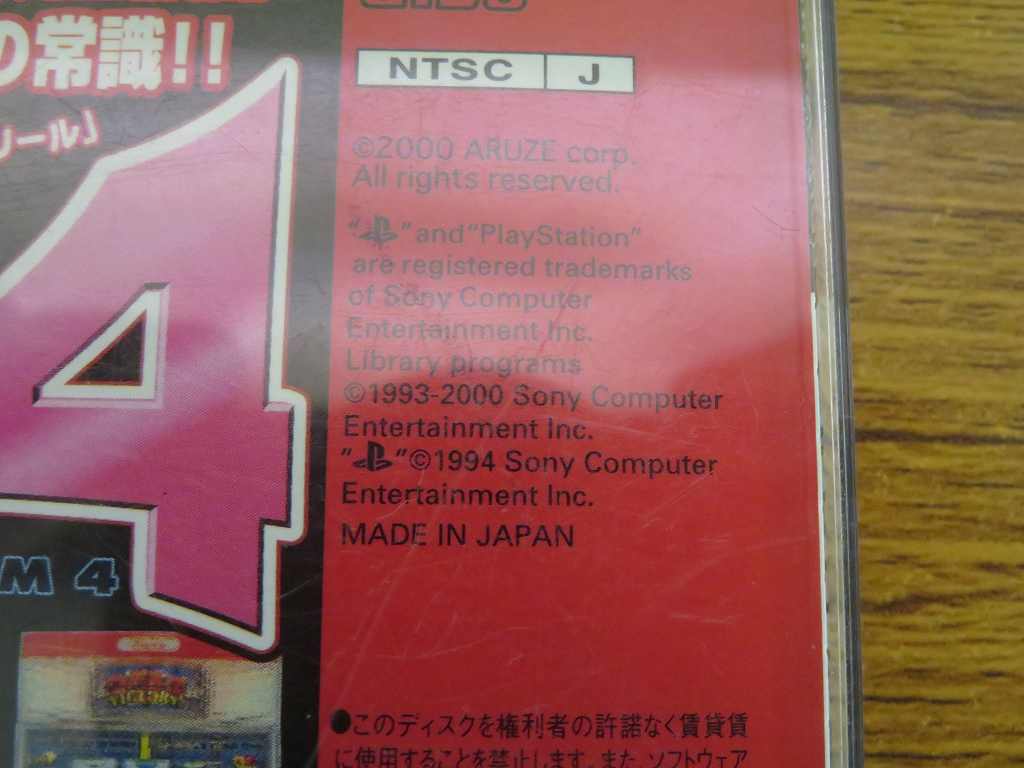 の常識!!
リール」
NTSC J
©2000 ARUZE corp.
All rights reserved.
" " and "PlayStation"
are registered trademarks
of Sony Computer
Entertainment Inc.
Library programs
©1993-2000 Sony Computer
Entertainment Inc.
" "©1994 Sony Computer
Entertainment Inc.
MADE IN JAPAN
4
M 4
VICTORY
●このディスクを権利者の許諾なく賃貸賃
に使用することを禁止します。また、ソフトウェア